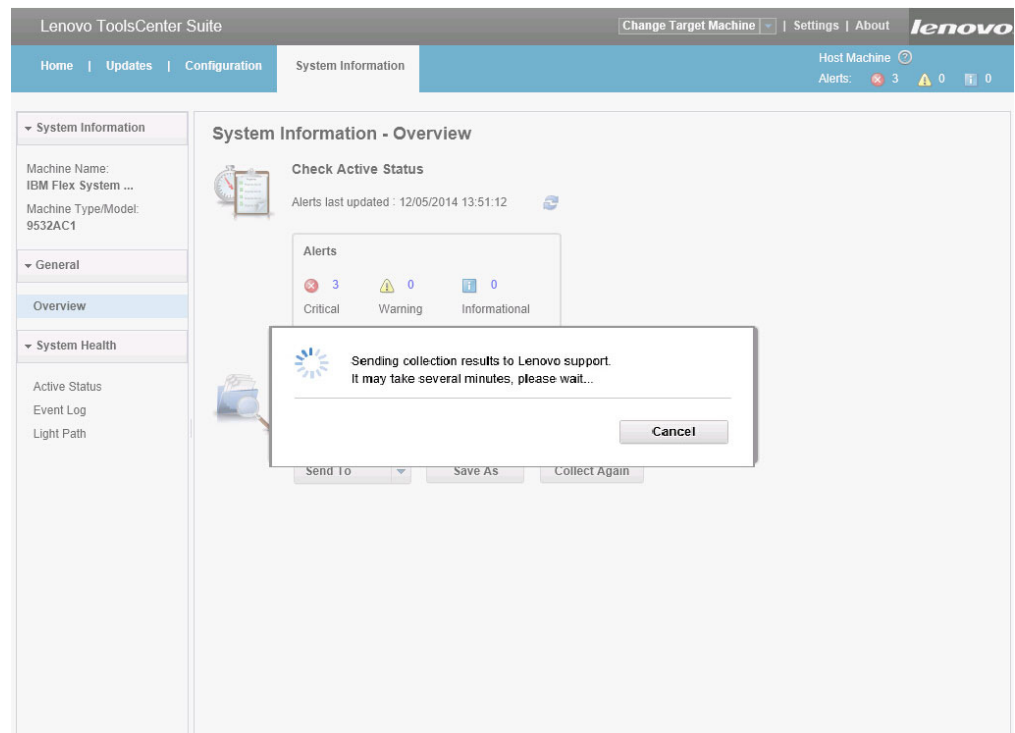 Lenovo ToolsCenter Suite
Change Target Machine | Settings | About
lenovo
Home | Updates | Configuration
System Information
Host Machine ?
Alerts: 3 0 0
System Information
Machine Name:
IBM Flex System ...
Machine Type/Model:
9532AC1
General
Overview
System Health
Active Status
Event Log
Light Path
System Information - Overview
Check Active Status
Alerts last updated : 12/05/2014 13:51:12
Alerts
3 0 0
Critical Warning Informational
Sending collection results to Lenovo support.
It may take several minutes, please wait...
Cancel
Send To Save As Collect Again